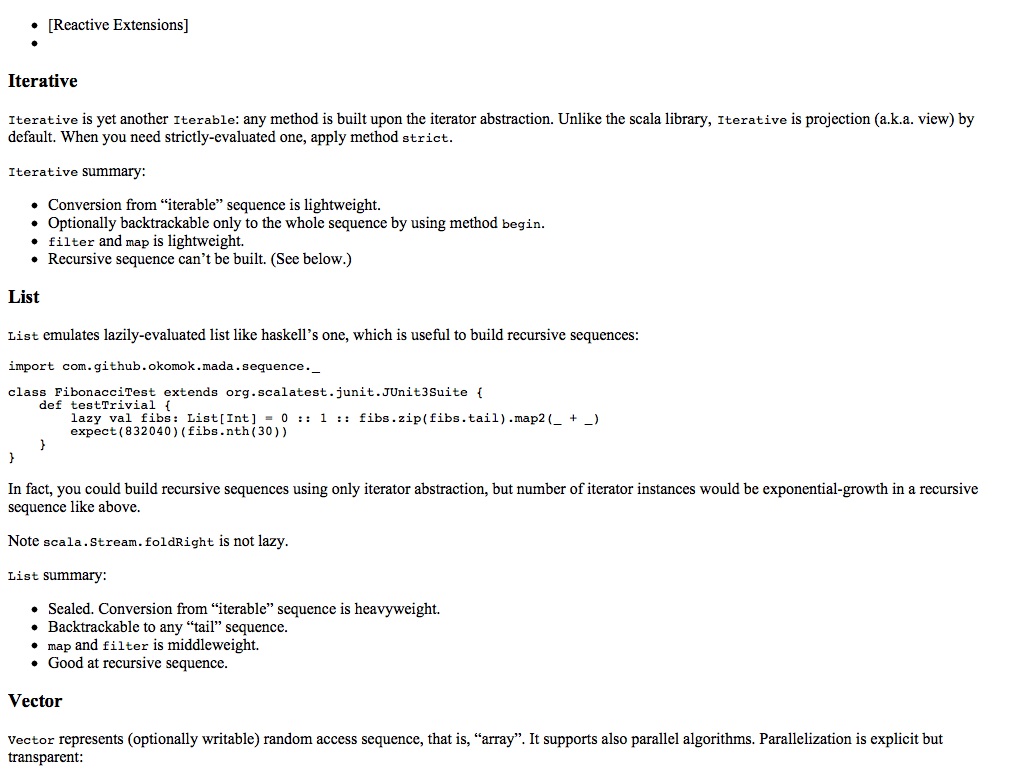 • [Reactive Extensions]
•
Iterative
Iterative is yet another Iterable: any method is built upon the iterator abstraction. Unlike the scala library, Iterative is projection (a.k.a. view) by
default. When you need strictly-evaluated one, apply method strict.
Iterative summary:
• Conversion from “iterable” sequence is lightweight.
• Optionally backtrackable only to the whole sequence by using method begin.
• filter and map is lightweight.
• Recursive sequence can’t be built. (See below.)
List
List emulates lazily-evaluated list like haskell’s one, which is useful to build recursive sequences:
import com.github.okomok.mada.sequence._
class FibonacciTest extends org.scalatest.junit.JUnit3Suite {
    def testTrivial {
        lazy val fibs: List[Int] = 0 :: 1 :: fibs.zip(fibs.tail).map2(_ + _)
        expect(832040)(fibs.nth(30))
    }
}
In fact, you could build recursive sequences using only iterator abstraction, but number of iterator instances would be exponential-growth in a recursive
sequence like above.
Note scala.Stream.foldRight is not lazy.
List summary:
• Sealed. Conversion from “iterable” sequence is heavyweight.
• Backtrackable to any “tail” sequence.
• map and filter is middleweight.
• Good at recursive sequence.
Vector
Vector represents (optionally writable) random access sequence, that is, “array”. It supports also parallel algorithms. Parallelization is explicit but
transparent: